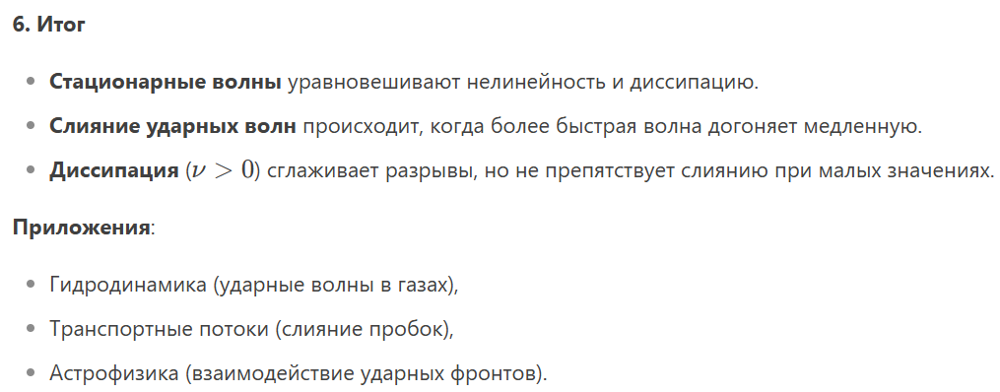 6. Итог
Стационарные волны уравновешивают нелинейность и диссипацию.
Слияние ударных волн происходит, когда более быстрая волна догоняет медленную.
Диссипация (ν > 0) сглаживает разрывы, но не препятствует слиянию при малых значениях.
Приложения:
Гидродинамика (ударные волны в газах),
Транспортные потоки (слияние пробок),
Астрофизика (взаимодействие ударных фронтов).